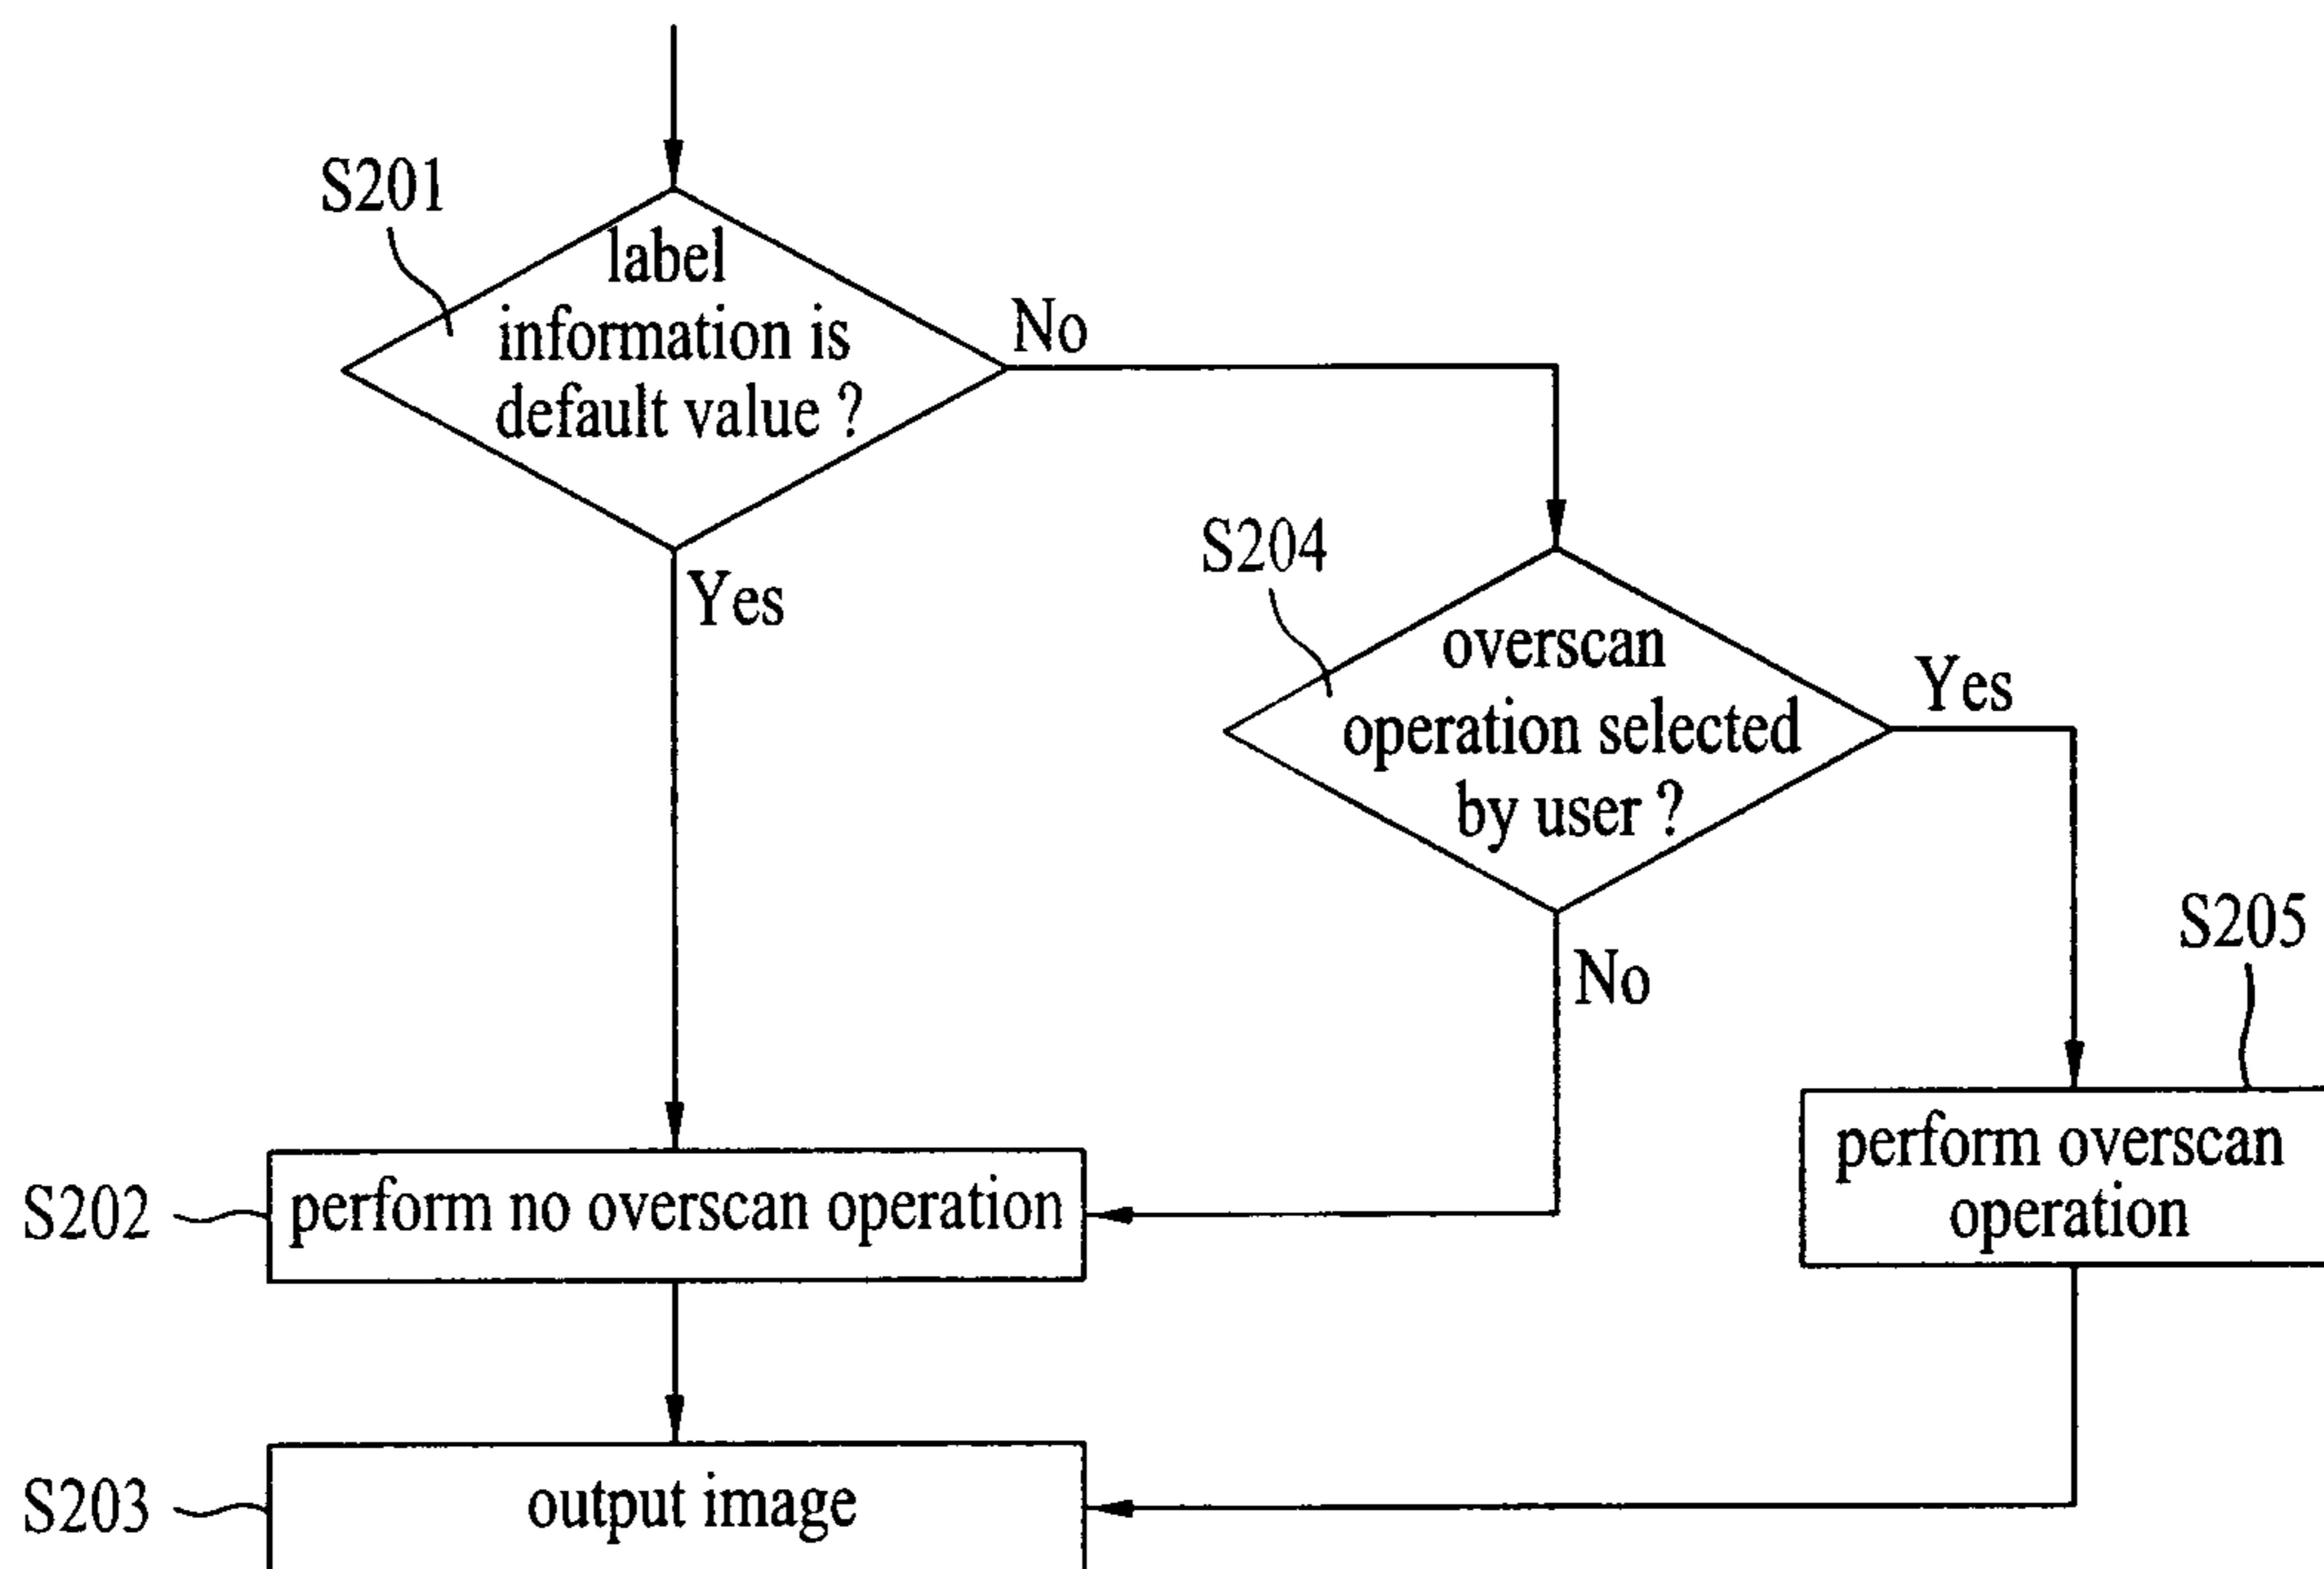 S201
label
information is
default value ?
No
Yes
S204
overscan
operation selected
by user ?
Yes
No
S205
perform overscan
operation
S202
perform no overscan operation
S203
output image